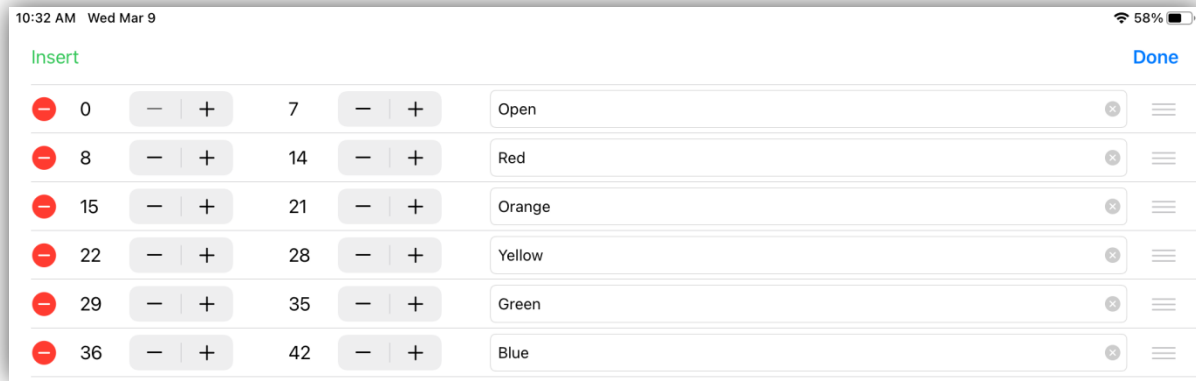 10:32 AM Wed Mar 9 58%
Insert Done
0 − + 7 − + Open
8 − + 14 − + Red
15 − + 21 − + Orange
22 − + 28 − + Yellow
29 − + 35 − + Green
36 − + 42 − + Blue